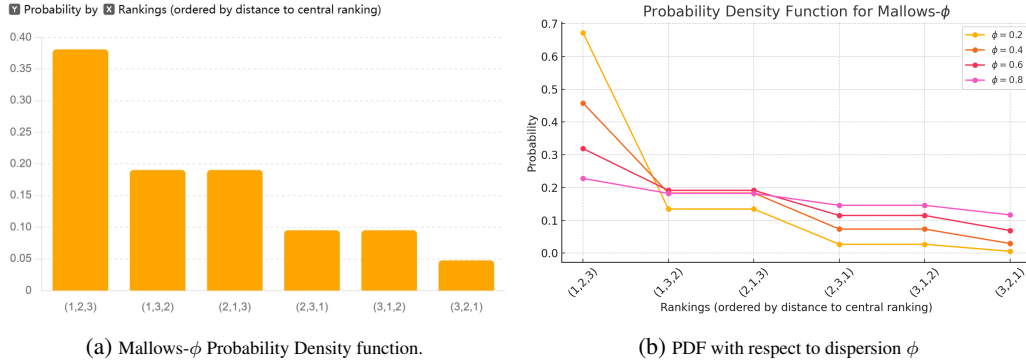 Y Probability by X Rankings (ordered by distance to central ranking)
0.40
0.35
0.30
0.25
0.20
0.15
0.10
0.05
0
(1,2,3)
(1,3,2)
(2,1,3)
(2,3,1)
(3,1,2)
(3,2,1)
(a) Mallows-ϕ Probability Density function.
Probability Density Function for Mallows-ϕ
Probability
0.7
0.6
0.5
0.4
0.3
0.2
0.1
0.0
ϕ = 0.2
ϕ = 0.4
ϕ = 0.6
ϕ = 0.8
(1,2,3)
(1,3,2)
(2,1,3)
(2,3,1)
(3,1,2)
(3,2,1)
Rankings (ordered by distance to central ranking)
(b) PDF with respect to dispersion ϕ